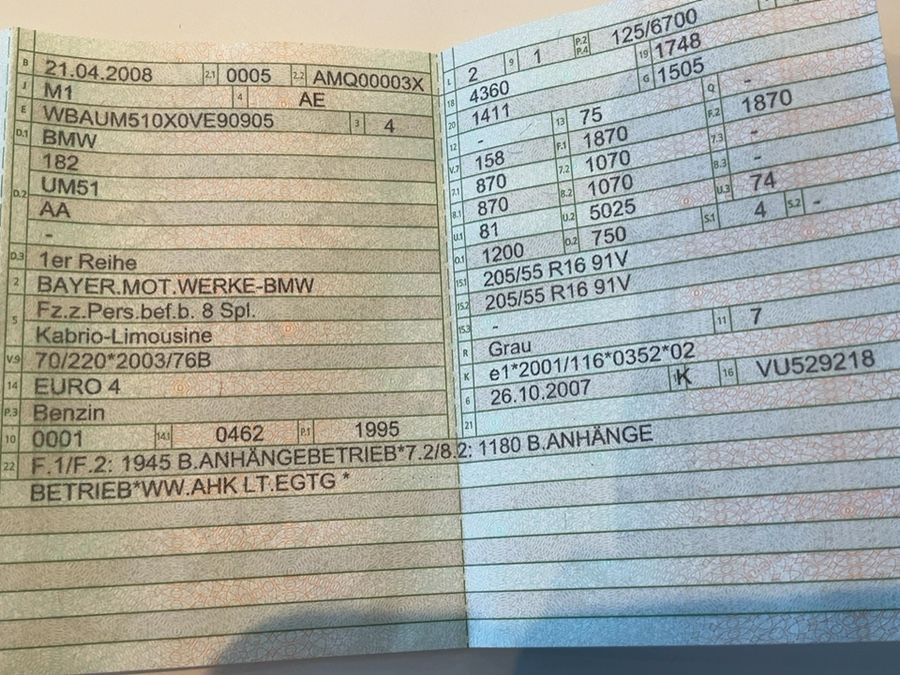 B 21.04.2008 2.1 0005 2.2 AMQ00003X
J M1 4 AE
E WBAUM510X0VE90905 3 4
D.1 BMW
D.2 182
UM51
AA
-
D.3 1er Reihe
2 BAYER.MOT.WERKE-BMW
5 Fz.z.Pers.bef.b. 8 Spl.
Kabrio-Limousine
V.9 70/220*2003/76B
14 EURO 4
P.3 Benzin
10 0001 14.1 0462 P.1 1995
22 F.1/F.2: 1945 B.ANHÄNGEBETRIEB*7.2/8.2: 1180 B.ANHÄNGE
BETRIEB*WW.AHK LT.EGTG *
L 2 9 1 P.2 P.4 125/6700
18 4360 19 1748
20 1411 G 1505
12 - 13 75 Q -
V.7 158 F.1 1870 F.2 1870
7.1 870 7.2 1070 7.3 -
8.1 870 8.2 1070 8.3 -
U.1 81 U.2 5025 U.3 74
O.1 1200 O.2 750 S.1 4 S.2 -
15.1 205/55 R16 91V
15.2 205/55 R16 91V
15.3 -
R Grau 11 7
K e1*2001/116*0352*02
6 26.10.2007 K 16 VU529218
21